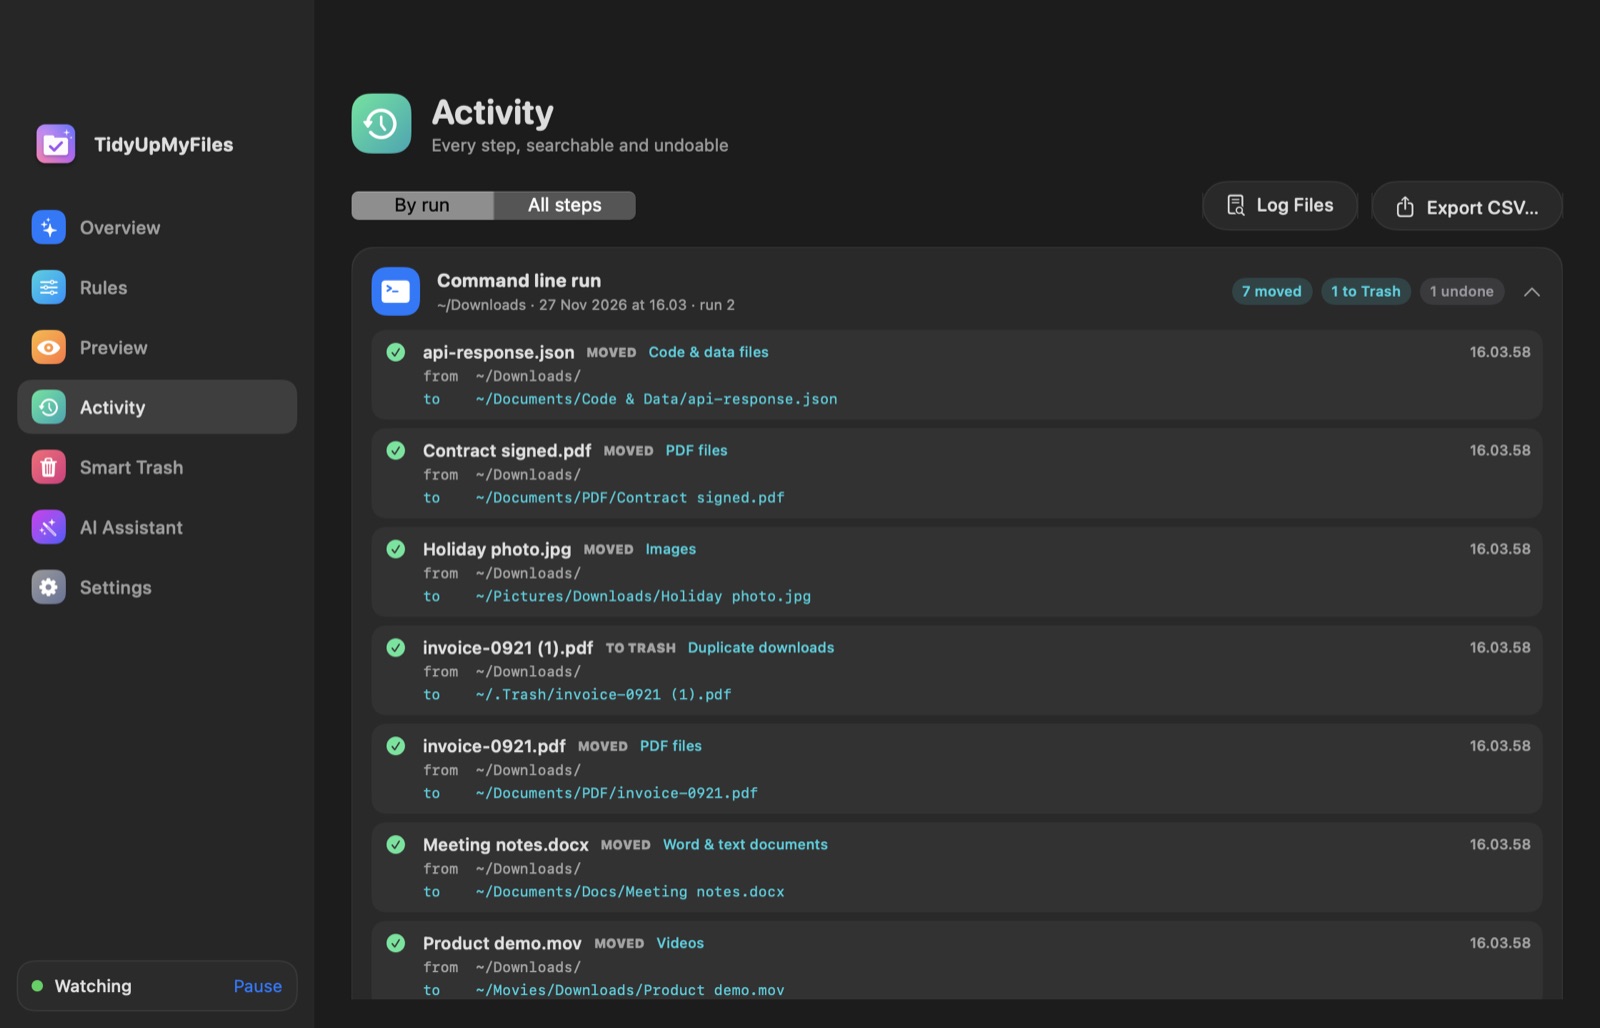 TidyUpMyFiles
Overview
Rules
Preview
Activity
Smart Trash
AI Assistant
Settings
Watching Pause
Activity
Every step, searchable and undoable
By run All steps
Log Files Export CSV...
Command line run
~/Downloads · 27 Nov 2026 at 16.03 · run 2
7 moved 1 to Trash 1 undone
api-response.json MOVED Code & data files 16.03.58
from ~/Downloads/
to ~/Documents/Code & Data/api-response.json
Contract signed.pdf MOVED PDF files 16.03.58
from ~/Downloads/
to ~/Documents/PDF/Contract signed.pdf
Holiday photo.jpg MOVED Images 16.03.58
from ~/Downloads/
to ~/Pictures/Downloads/Holiday photo.jpg
invoice-0921 (1).pdf TO TRASH Duplicate downloads 16.03.58
from ~/Downloads/
to ~/.Trash/invoice-0921 (1).pdf
invoice-0921.pdf MOVED PDF files 16.03.58
from ~/Downloads/
to ~/Documents/PDF/invoice-0921.pdf
Meeting notes.docx MOVED Word & text documents 16.03.58
from ~/Downloads/
to ~/Documents/Docs/Meeting notes.docx
Product demo.mov MOVED Videos 16.03.58
from ~/Downloads/
to ~/Movies/Downloads/Product demo.mov